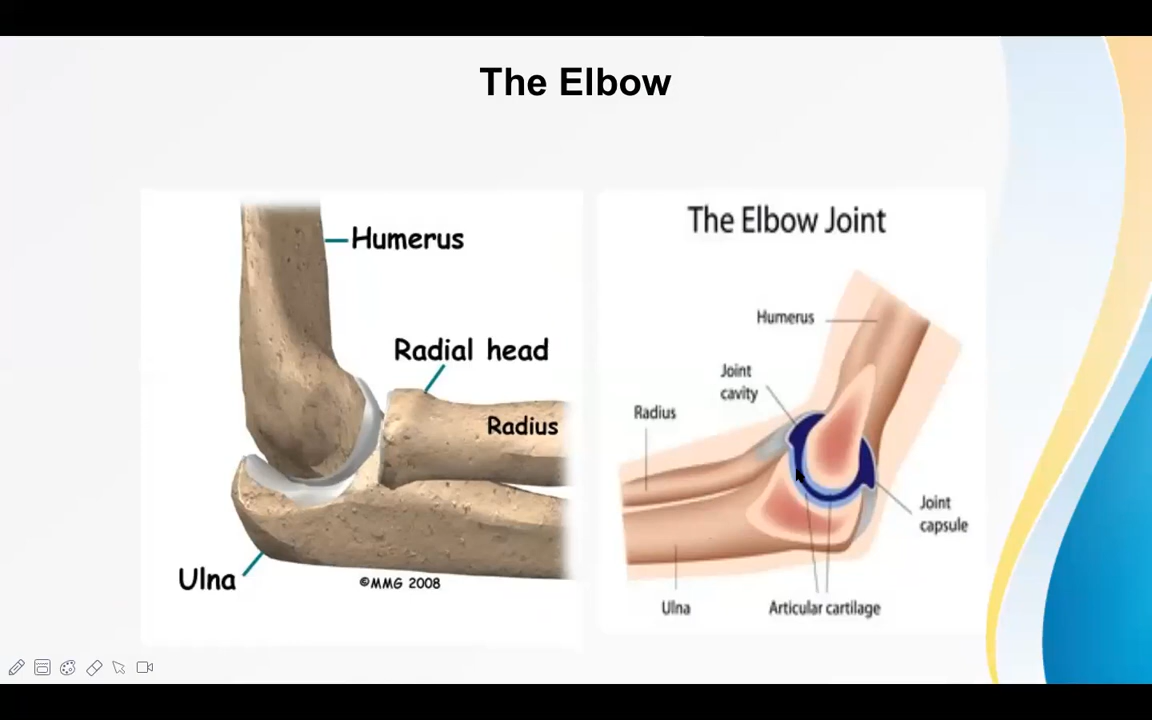 The Elbow
Humerus
Radial head
Radius
Ulna
©MMG 2008
The Elbow Joint
Humerus
Joint
cavity
Radius
Joint
capsule
Ulna
Articular cartilage